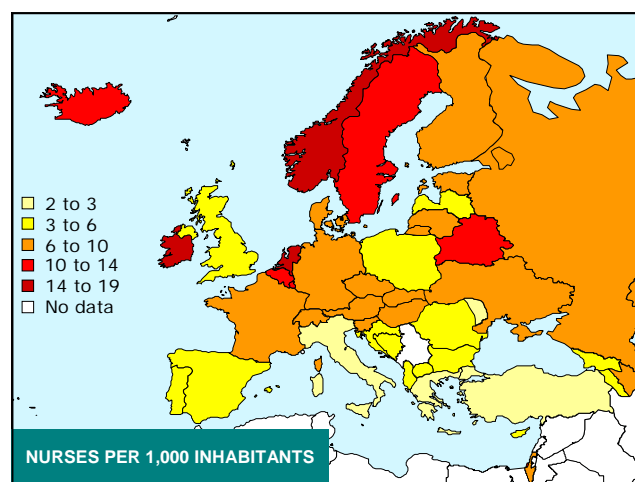 2 to 3
3 to 6
6 to 10
10 to 14
14 to 19
No data
NURSES PER 1,000 INHABITANTS